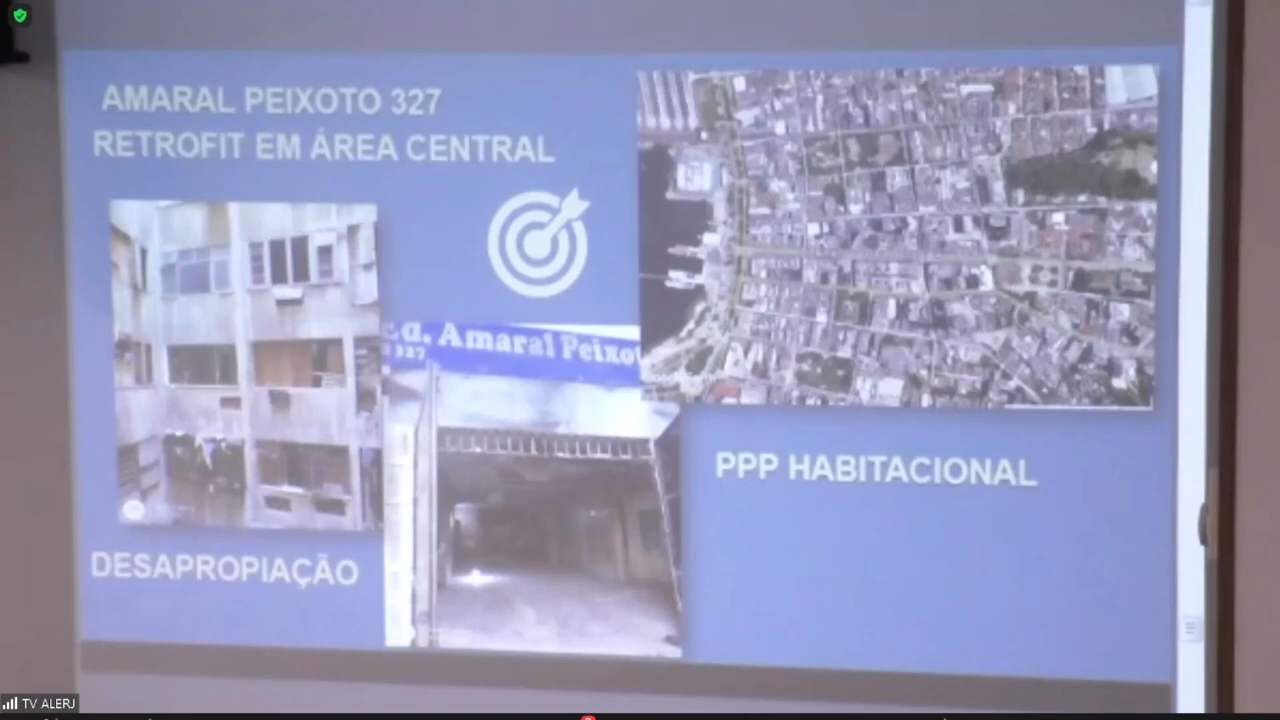 AMARAL PEIXOTO 327
RETROFIT EM ÁREA CENTRAL
Ed. Amaral Peixot
327
PPP HABITACIONAL
DESAPROPIAÇÃO
TV ALERJ